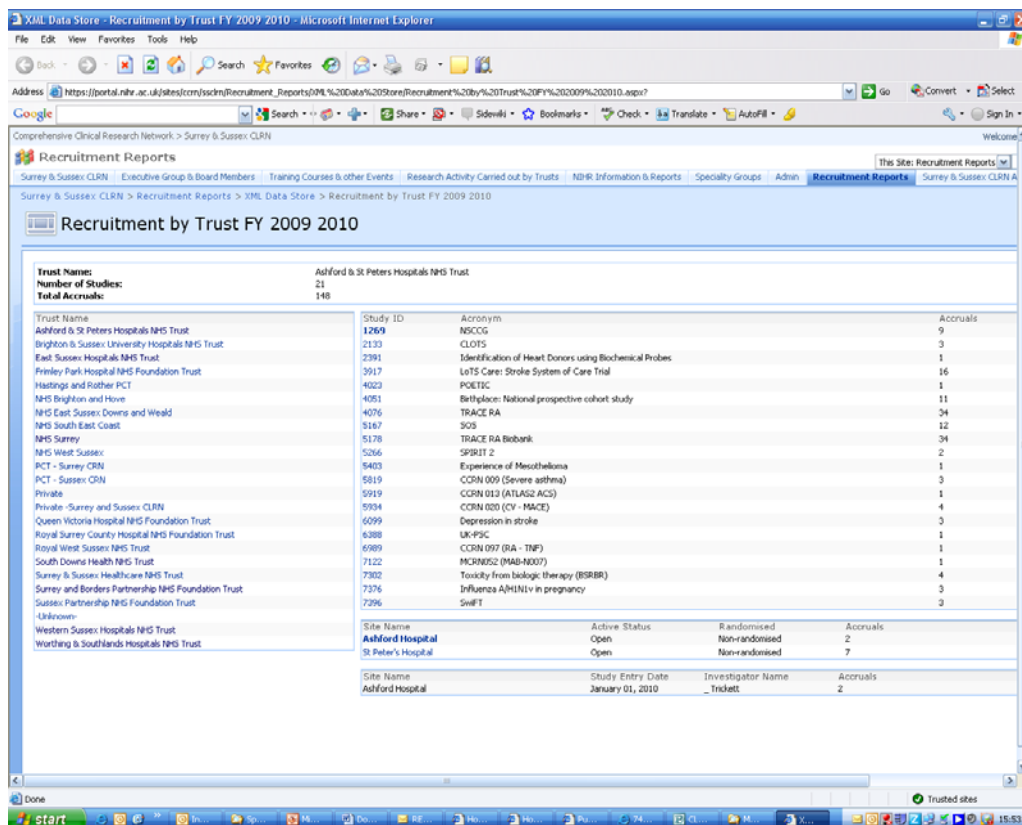 XML Data Store - Recruitment by Trust FY 2009 2010 - Microsoft Internet Explorer
File Edit View Favorites Tools Help
Back Search Favorites
Address https://portal.nihr.ac.uk/sites/ccrn/ssclrn/Recruitment_Reports/XML%20Data%20Store/Recruitment%20by%20Trust%20FY%202009%202010.aspx? Go Convert Select
Google Search Share Sidewiki Bookmarks Check Translate AutoFill Sign In
Comprehensive Clinical Research Network > Surrey & Sussex CLRN Welcome
Recruitment Reports This Site: Recruitment Reports
Surrey & Sussex CLRN Executive Group & Board Members Training Courses & other Events Research Activity Carried out by Trusts NIHR Information & Reports Speciality Groups Admin Recruitment Reports Surrey & Sussex CLRN A
Surrey & Sussex CLRN > Recruitment Reports > XML Data Store > Recruitment by Trust FY 2009 2010
Recruitment by Trust FY 2009 2010
Trust Name: Ashford & St Peters Hospitals NHS Trust
Number of Studies: 21
Total Accruals: 148
Trust Name
Ashford & St Peters Hospitals NHS Trust
Brighton & Sussex University Hospitals NHS Trust
East Sussex Hospitals NHS Trust
Frimley Park Hospital NHS Foundation Trust
Hastings and Rother PCT
NHS Brighton and Hove
NHS East Sussex Downs and Weald
NHS South East Coast
NHS Surrey
NHS West Sussex
PCT - Surrey CRN
PCT - Sussex CRN
Private
Private -Surrey and Sussex CLRN
Queen Victoria Hospital NHS Foundation Trust
Royal Surrey County Hospital NHS Foundation Trust
Royal West Sussex NHS Trust
South Downs Health NHS Trust
Surrey & Sussex Healthcare NHS Trust
Surrey and Borders Partnership NHS Foundation Trust
Sussex Partnership NHS Foundation Trust
-Unknown-
Western Sussex Hospitals NHS Trust
Worthing & Southlands Hospitals NHS Trust
Study ID Acronym Accruals
1269 NSCCG 9
2133 CLOTS 3
2391 Identification of Heart Donors using Biochemical Probes 1
3917 LoTS Care: Stroke System of Care Trial 16
4023 POETIC 1
4051 Birthplace: National prospective cohort study 11
4076 TRACE RA 34
5167 SOS 12
5178 TRACE RA Biobank 34
5266 SPIRIT 2 2
5403 Experience of Mesothelioma 1
5819 CCRN 009 (Severe asthma) 3
5919 CCRN 013 (ATLAS2 ACS) 1
5934 CCRN 020 (CV - MACE) 4
6099 Depression in stroke 3
6388 UK-PSC 1
6989 CCRN 097 (RA - TNF) 1
7122 MCRN052 (MAB-N007) 1
7302 Toxicity from biologic therapy (BSRBR) 4
7376 Influenza A/H1N1v in pregnancy 3
7396 SwiFT 3
Site Name Active Status Randomised Accruals
Ashford Hospital Open Non-randomised 2
St Peter's Hospital Open Non-randomised 7
Site Name Study Entry Date Investigator Name Accruals
Ashford Hospital January 01, 2010 _ Trickett 2
Done Trusted sites
start In... Sp... Mi... Do... RE... Ho... Ho... Pu... 74... CL... M... X... 15:53